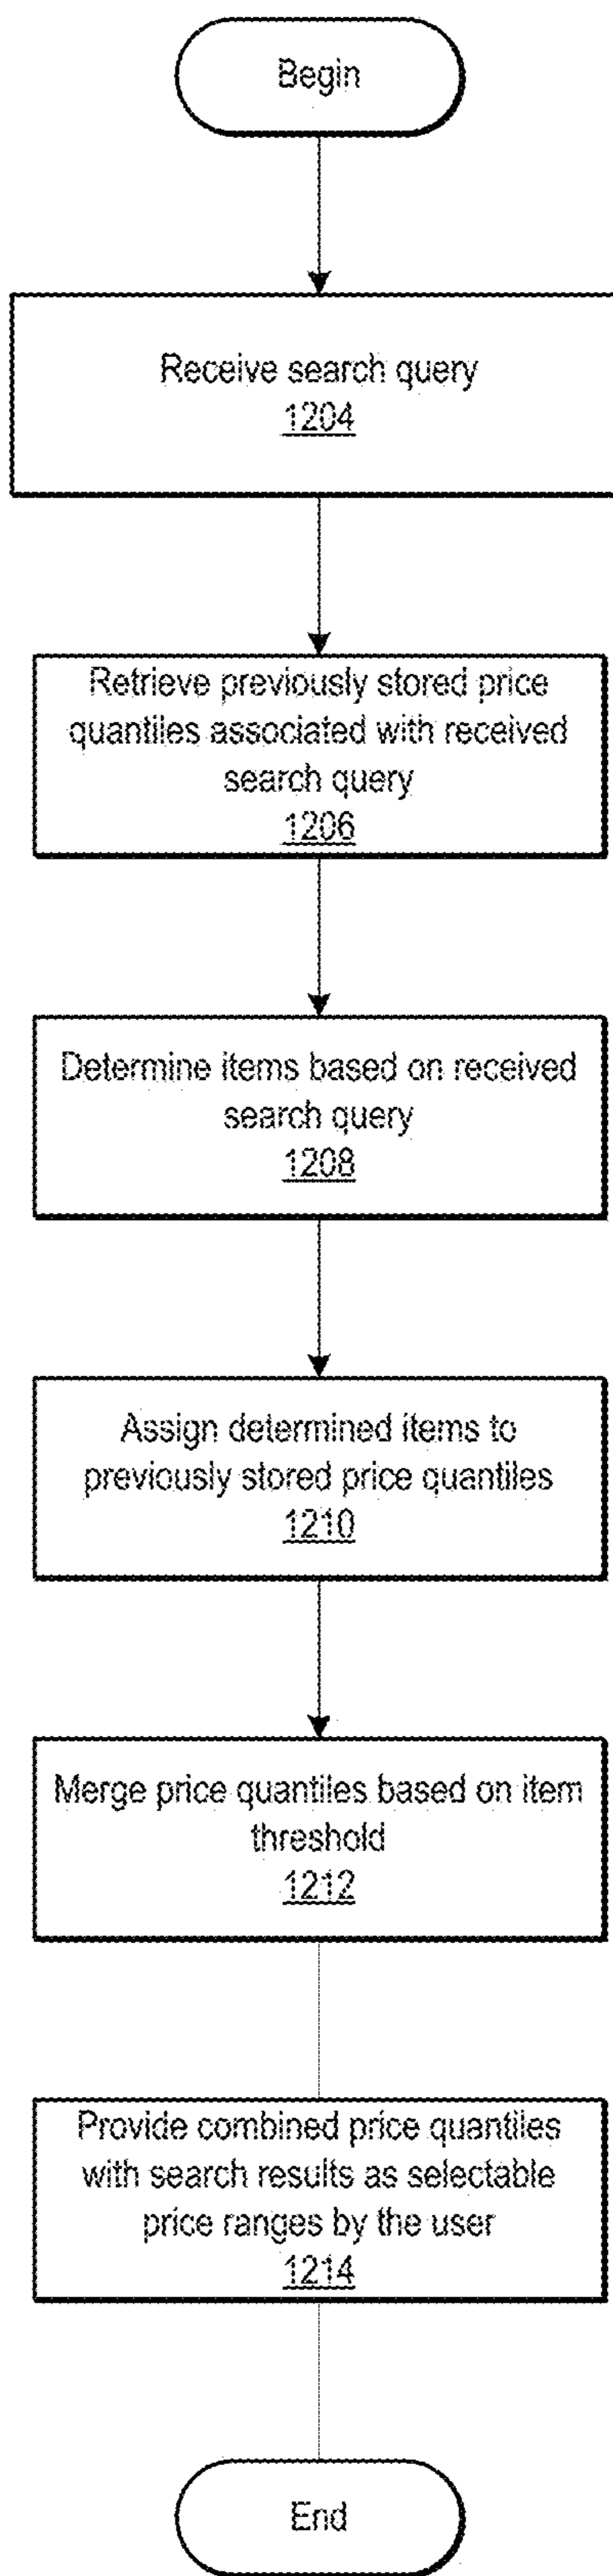 Begin
Receive search query
1204
Retrieve previously stored price
quantiles associated with received
search query
1206
Determine items based on received
search query
1208
Assign determined items to
previously stored price quantiles
1210
Merge price quantiles based on item
threshold
1212
Provide combined price quantiles
with search results as selectable
price ranges by the user
1214
End